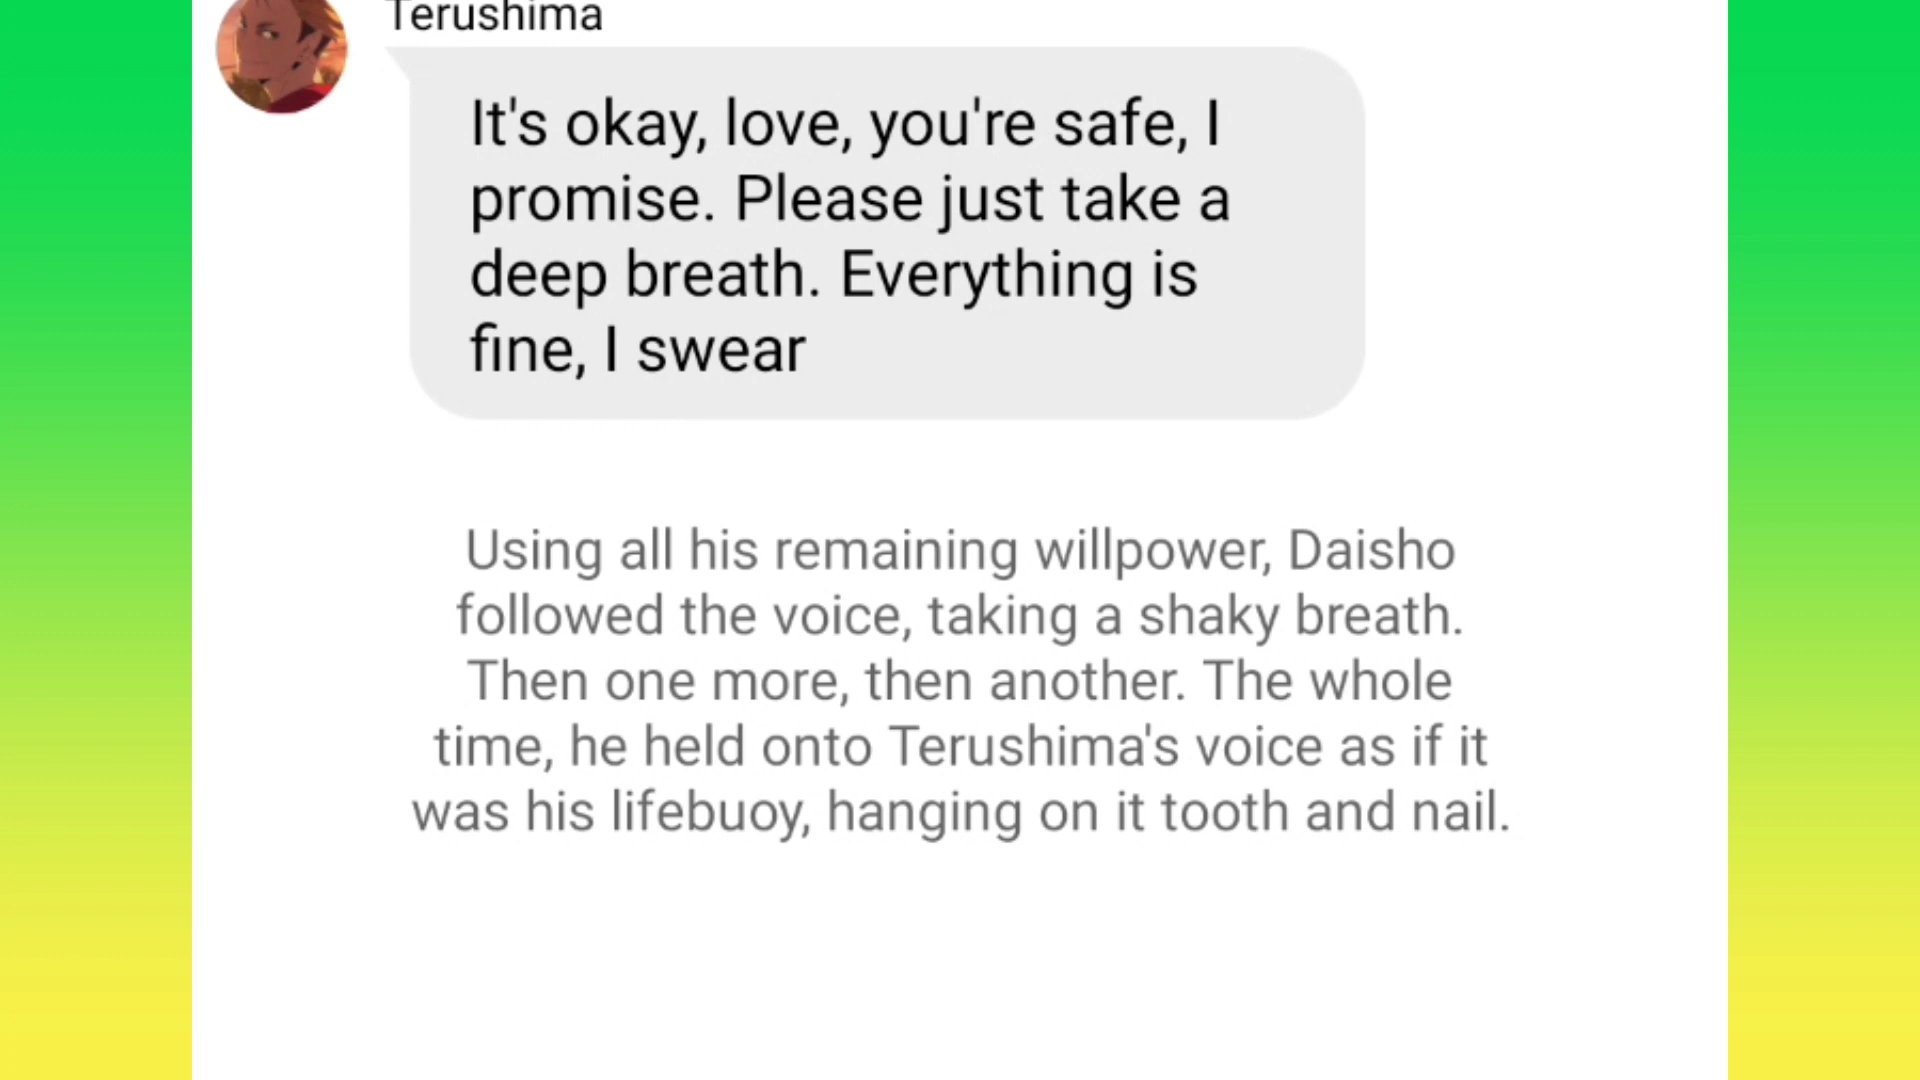 Terushima
It's okay, love, you're safe, I
promise. Please just take a
deep breath. Everything is
fine, I swear
Using all his remaining willpower, Daisho
followed the voice, taking a shaky breath.
Then one more, then another. The whole
time, he held onto Terushima's voice as if it
was his lifebuoy, hanging on it tooth and nail.